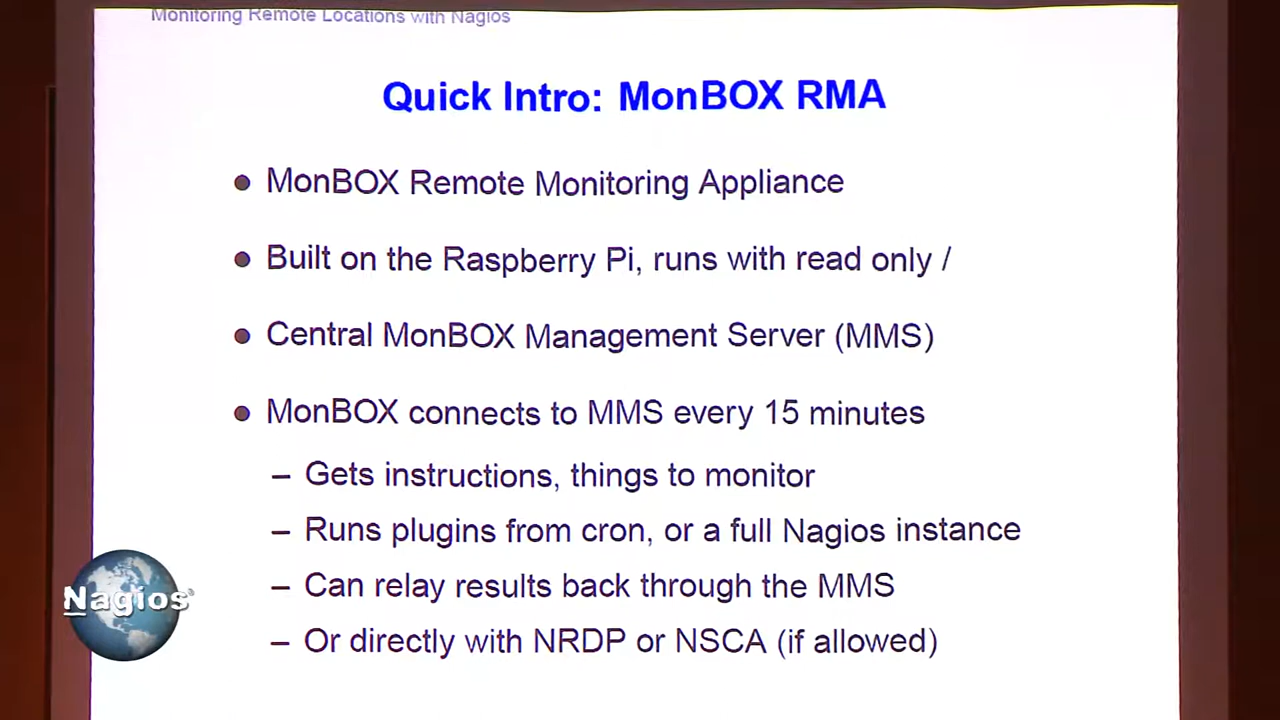 Monitoring Remote Locations with Nagios
Quick Intro: MonBOX RMA
● MonBOX Remote Monitoring Appliance
● Built on the Raspberry Pi, runs with read only /
● Central MonBOX Management Server (MMS)
● MonBOX connects to MMS every 15 minutes
– Gets instructions, things to monitor
– Runs plugins from cron, or a full Nagios instance
– Can relay results back through the MMS
– Or directly with NRDP or NSCA (if allowed)
Nagios®